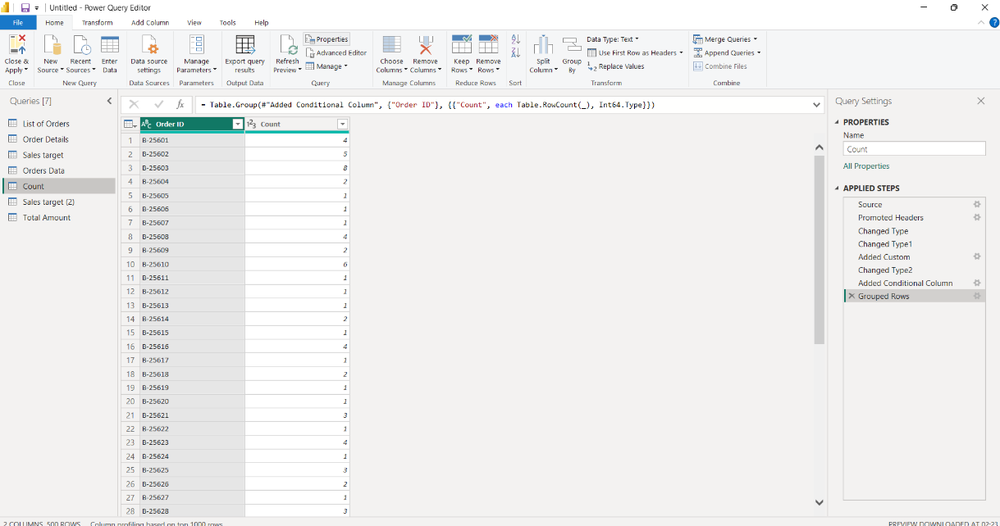 Untitled - Power Query Editor
File Home Transform Add Column View Tools Help
Close & Apply
Close
New Source
Recent Sources
Enter Data
New Query
Data source settings
Data Sources
Manage Parameters
Parameters
Export query results
Output Data
Refresh Preview
Properties
Advanced Editor
Manage
Query
Choose Columns
Remove Columns
Manage Columns
Keep Rows
Remove Rows
Reduce Rows
Sort
Split Column
Group By
Data Type: Text
Use First Row as Headers
Replace Values
Transform
Merge Queries
Append Queries
Combine Files
Combine
Queries [7]
List of Orders
Order Details
Sales target
Orders Data
Count
Sales target (2)
Total Amount
= Table.Group(#"Added Conditional Column", {"Order ID"}, {{"Count", each Table.RowCount(_), Int64.Type}})
Order ID Count
1 B-25601 4
2 B-25602 5
3 B-25603 8
4 B-25604 2
5 B-25605 1
6 B-25606 1
7 B-25607 1
8 B-25608 4
9 B-25609 2
10 B-25610 6
11 B-25611 1
12 B-25612 1
13 B-25613 1
14 B-25614 2
15 B-25615 1
16 B-25616 4
17 B-25617 1
18 B-25618 2
19 B-25619 1
20 B-25620 1
21 B-25621 3
22 B-25622 1
23 B-25623 4
24 B-25624 1
25 B-25625 3
26 B-25626 2
27 B-25627 1
28 B-25628 3
Query Settings
PROPERTIES
Name
Count
All Properties
APPLIED STEPS
Source
Promoted Headers
Changed Type
Changed Type1
Added Custom
Changed Type2
Added Conditional Column
Grouped Rows
2 COLUMNS, 500 ROWS Column profiling based on top 1000 rows
PREVIEW DOWNLOADED AT 02:23